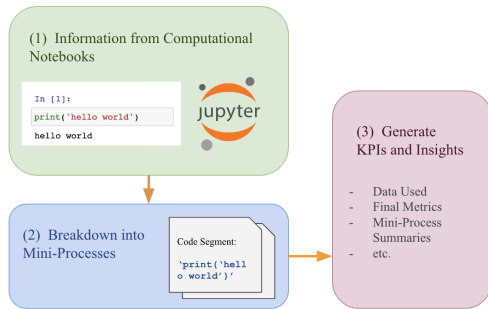 (1) Information from Computational
Notebooks
In [1]:
print('hello world')
hello world
jupyter
(2) Breakdown into
Mini-Processes
Code Segment:
‘print(‘hell
o world’)’
(3) Generate
KPIs and Insights
- Data Used
- Final Metrics
- Mini-Process
Summaries
- etc.